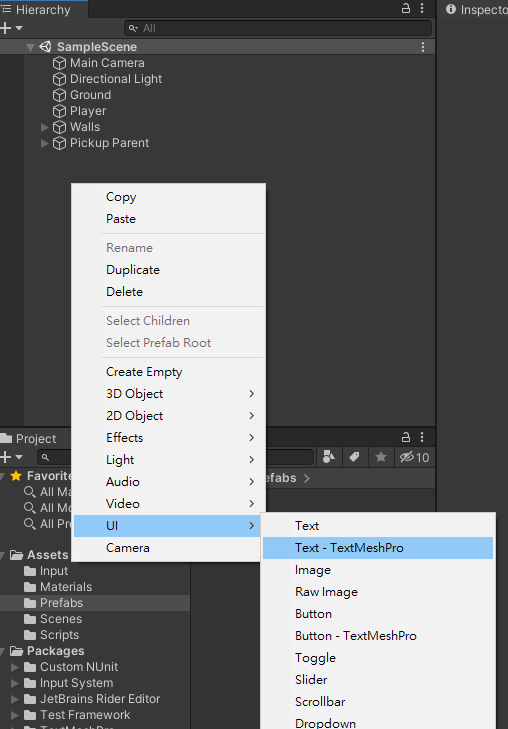 Hierarchy
Inspecto
All
SampleScene
Main Camera
Directional Light
Ground
Player
Walls
Pickup Parent
Copy
Paste
Rename
Duplicate
Delete
Select Children
Select Prefab Root
Create Empty
3D Object
2D Object
Effects
Light
Audio
Video
UI
Camera
Text
Text - TextMeshPro
Image
Raw Image
Button
Button - TextMeshPro
Toggle
Slider
Scrollbar
Dropdown
Project
10
Favorite
efabs
All Ma
All Mo
All Pr
Assets
Input
Materials
Prefabs
Scenes
Scripts
Packages
Custom NUnit
Input System
JetBrains Rider Editor
Test Framework
TextMeshPro